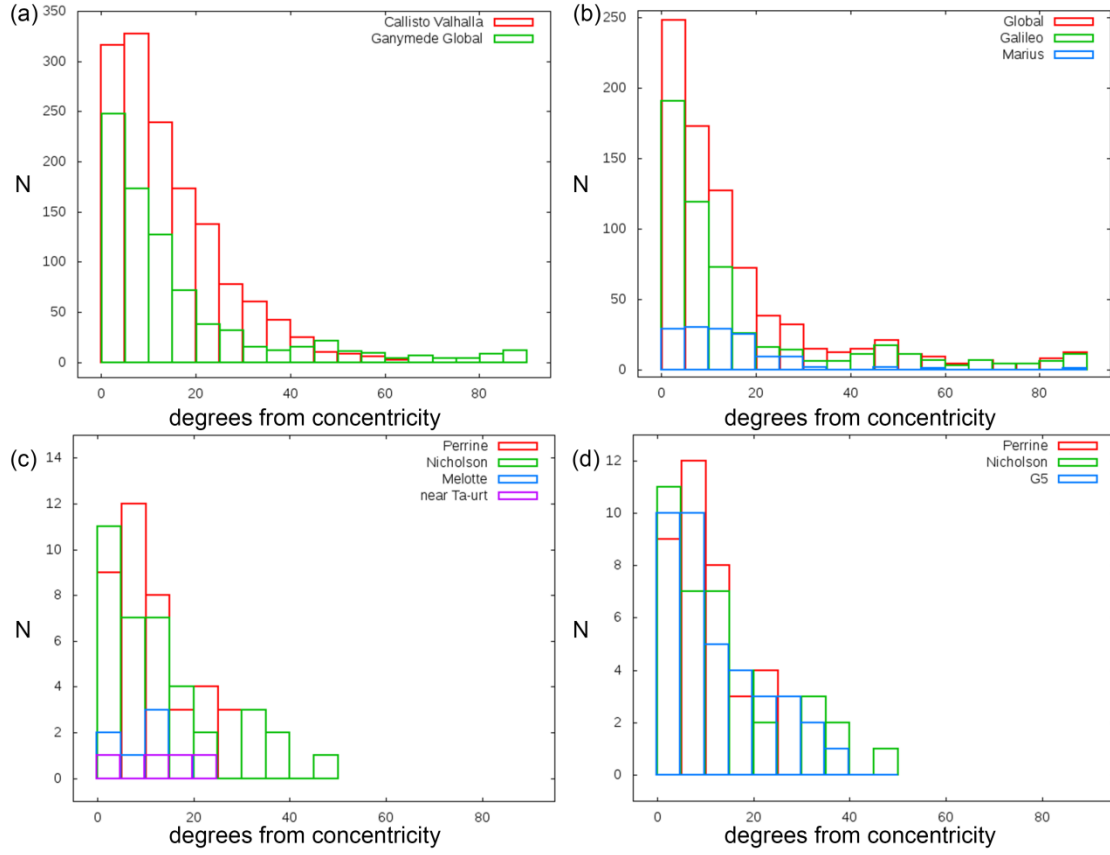 (a)
Callisto Valhalla
Ganymede Global
350
300
250
200
150
100
50
0
N
0 20 40 60 80
degrees from concentricity
(b)
Global
Galileo
Marius
250
200
150
100
50
0
N
0 20 40 60 80
degrees from concentricity
(c)
Perrine
Nicholson
Melotte
near Ta-urt
14
12
10
8
6
4
2
0
N
0 20 40 60 80
degrees from concentricity
(d)
Perrine
Nicholson
G5
12
10
8
6
4
2
0
N
0 20 40 60 80
degrees from concentricity